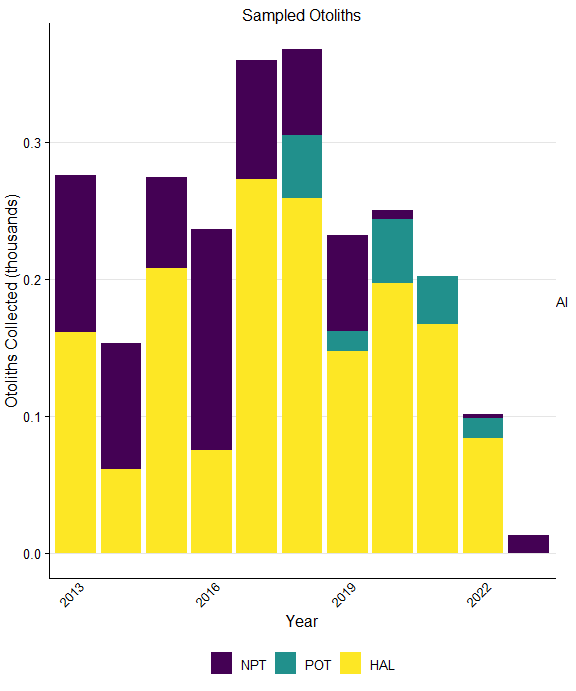 Sampled Otoliths
Otoliths Collected (thousands)
0.3
0.2
0.1
0.0
AI
2013
2016
2019
2022
Year
NPT POT HAL